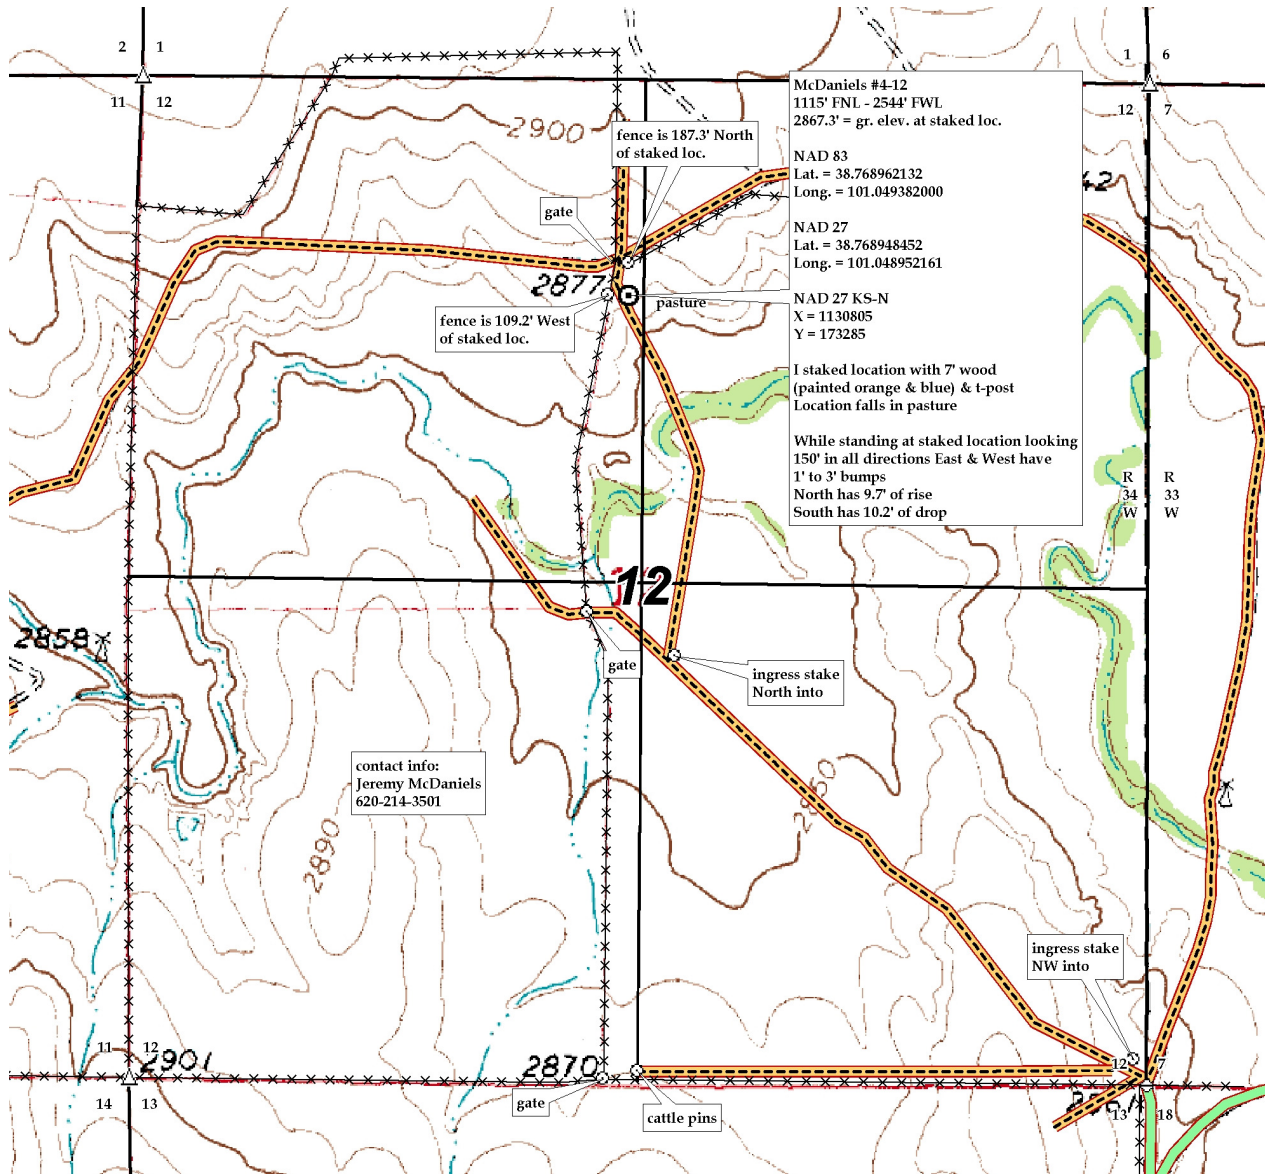 2 1
1 6
11 12
12 7
McDaniels #4-12
1115' FNL - 2544' FWL
2867.3' = gr. elev. at staked loc.
NAD 83
Lat. = 38.768962132
Long. = 101.049382000
NAD 27
Lat. = 38.768948452
Long. = 101.048952161
NAD 27 KS-N
X = 1130805
Y = 173285
I staked location with 7' wood
(painted orange & blue) & t-post
Location falls in pasture
While standing at staked location looking
150' in all directions East & West have
1' to 3' bumps
North has 9.7' of rise
South has 10.2' of drop
2900
fence is 187.3' North
of staked loc.
gate
2877
pasture
fence is 109.2' West
of staked loc.
R R
34 33
W W
12
2858
gate
ingress stake
North into
contact info:
Jeremy McDaniels
620-214-3501
2890
2860
ingress stake
NW into
11 12
2901
2870
12 7
14 13
gate
cattle pins
13 18